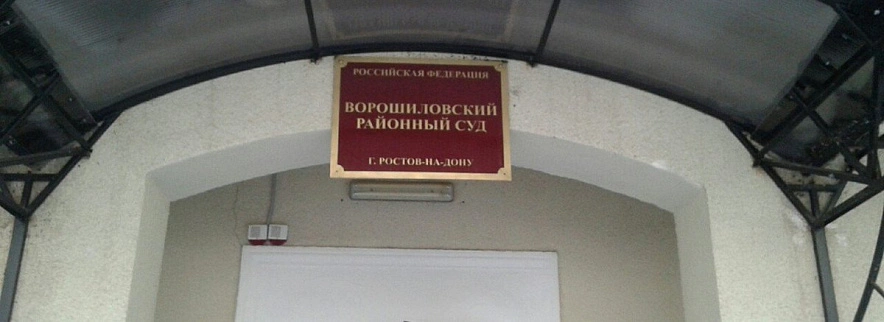 РОССИЙСКАЯ ФЕДЕРАЦИЯ
ВОРОШИЛОВСКИЙ
РАЙОННЫЙ СУД
Г. РОСТОВ-НА-ДОНУ